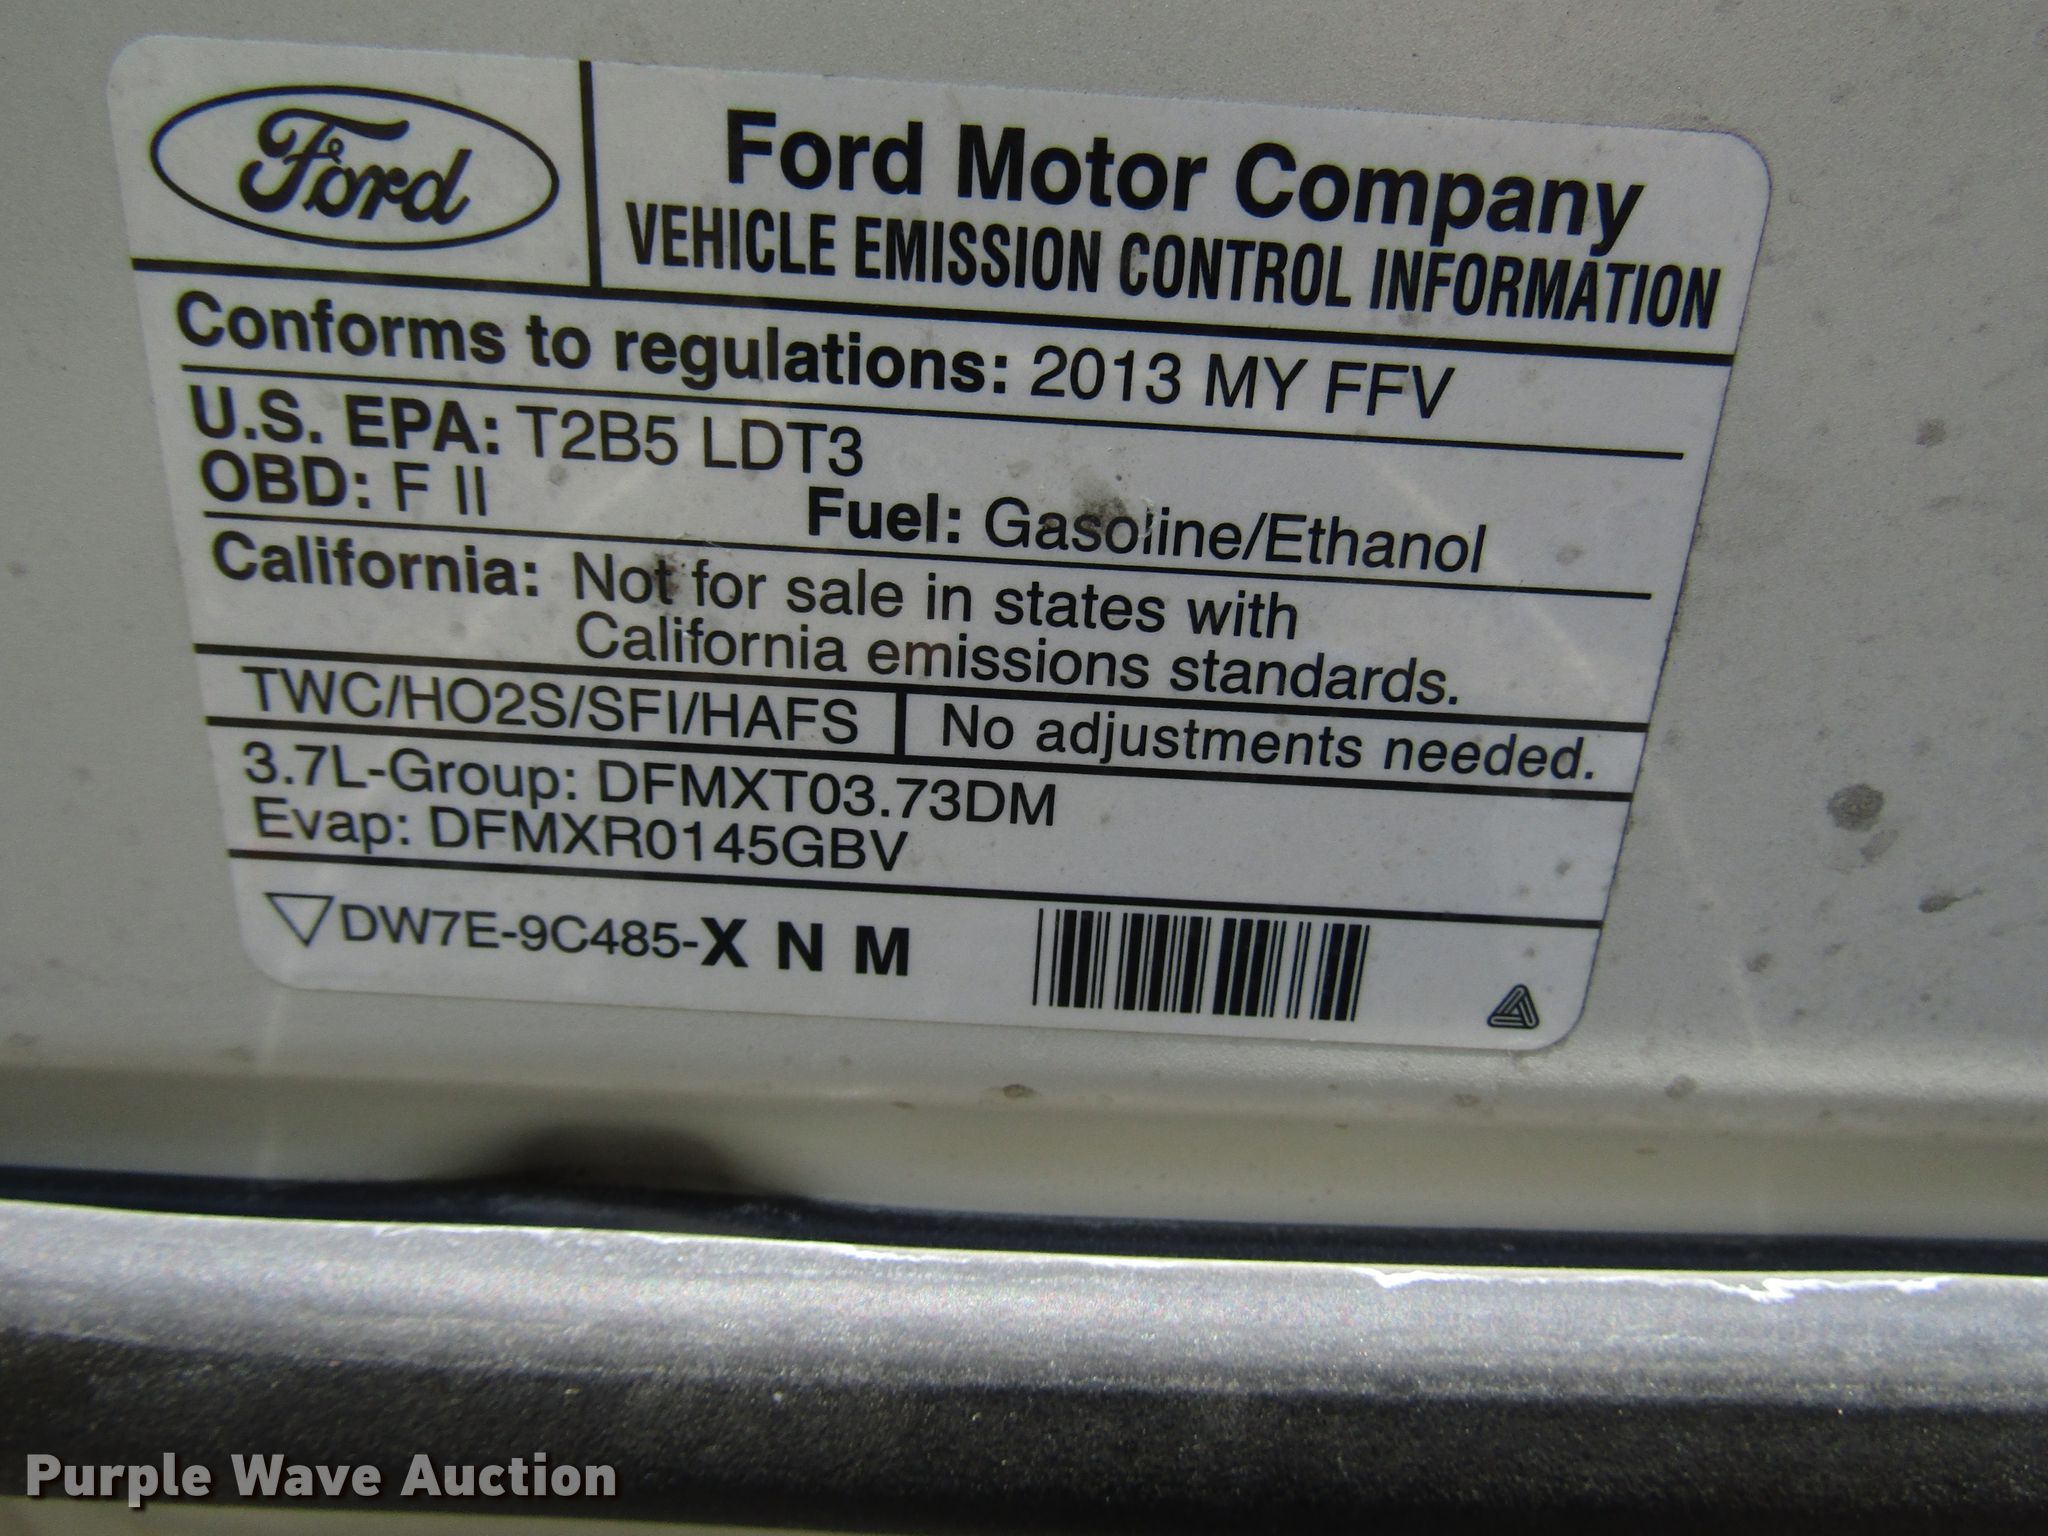 Ford
Ford Motor Company
VEHICLE EMISSION CONTROL INFORMATION
Conforms to regulations: 2013 MY FFV
U.S. EPA: T2B5 LDT3
OBD: F II
Fuel: Gasoline/Ethanol
California: Not for sale in states with
California emissions standards.
TWC/HO2S/SFI/HAFS
No adjustments needed.
3.7L-Group: DFMXT03.73DM
Evap: DFMXR0145GBV
▽DW7E-9C485-X N M
Purple Wave Auction